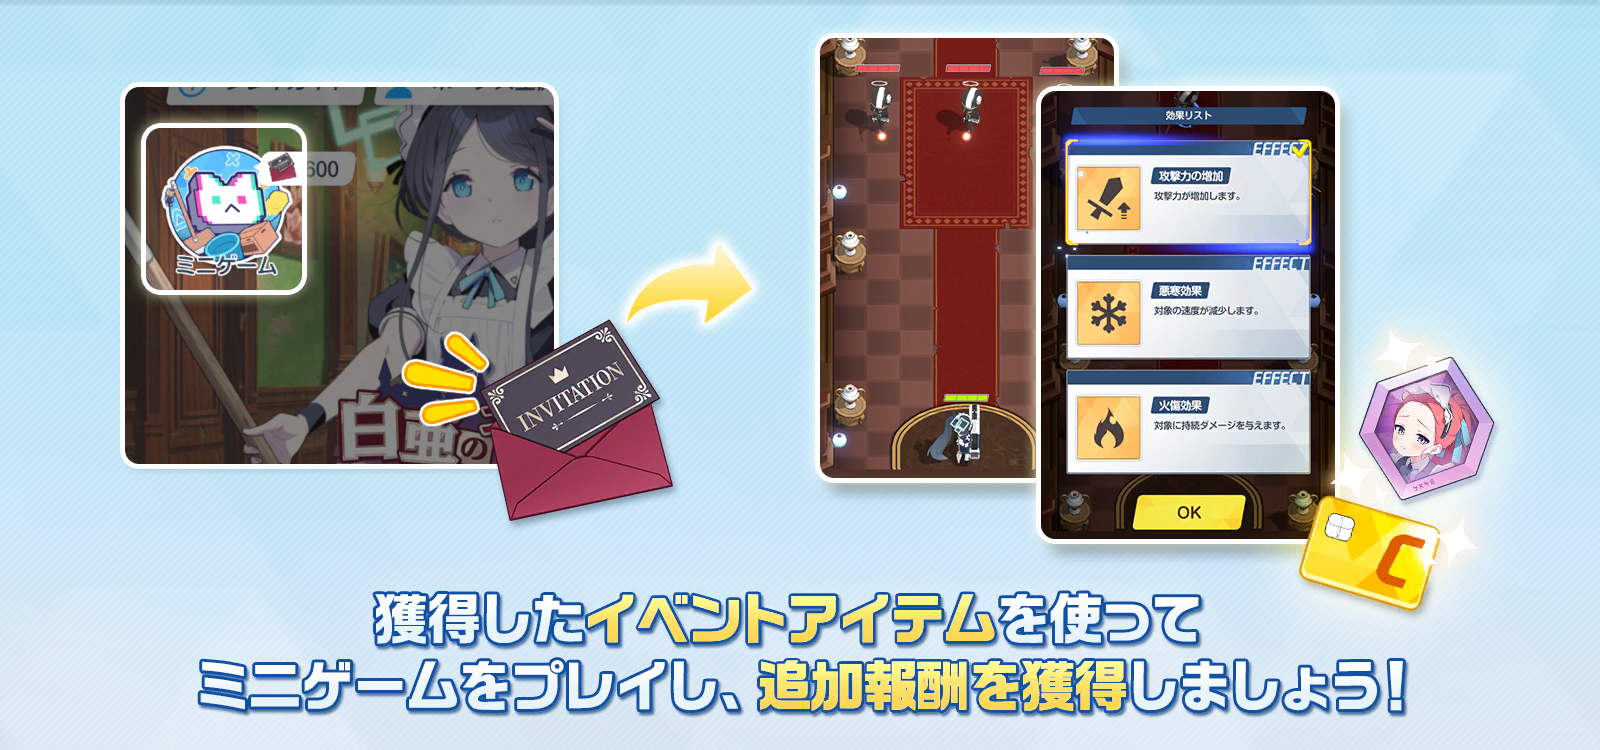 600
ミニゲーム
白亜の
INVITATION
効果リスト
EFFECT
攻撃力の増加
攻撃力が増加します。
EFFECT
悪寒効果
対象の速度が減少します。
EFFECT
火傷効果
対象に持続ダメージを与えます。
OK
C
獲得したイベントアイテムを使って
ミニゲームをプレイし、追加報酬を獲得しましょう！